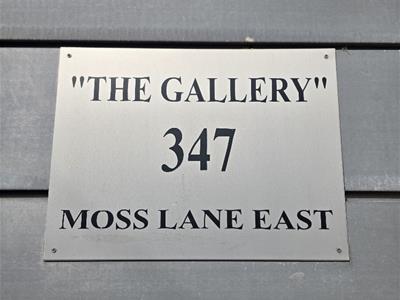 "THE GALLERY"
347
MOSS LANE EAST